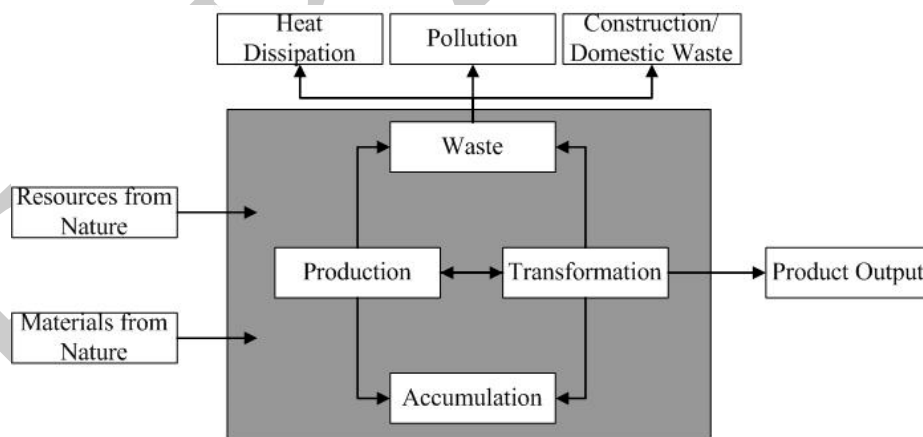 Heat
Dissipation
Pollution
Construction/
Domestic Waste
Waste
Resources from
Nature
Production
Transformation
Product Output
Materials from
Nature
Accumulation